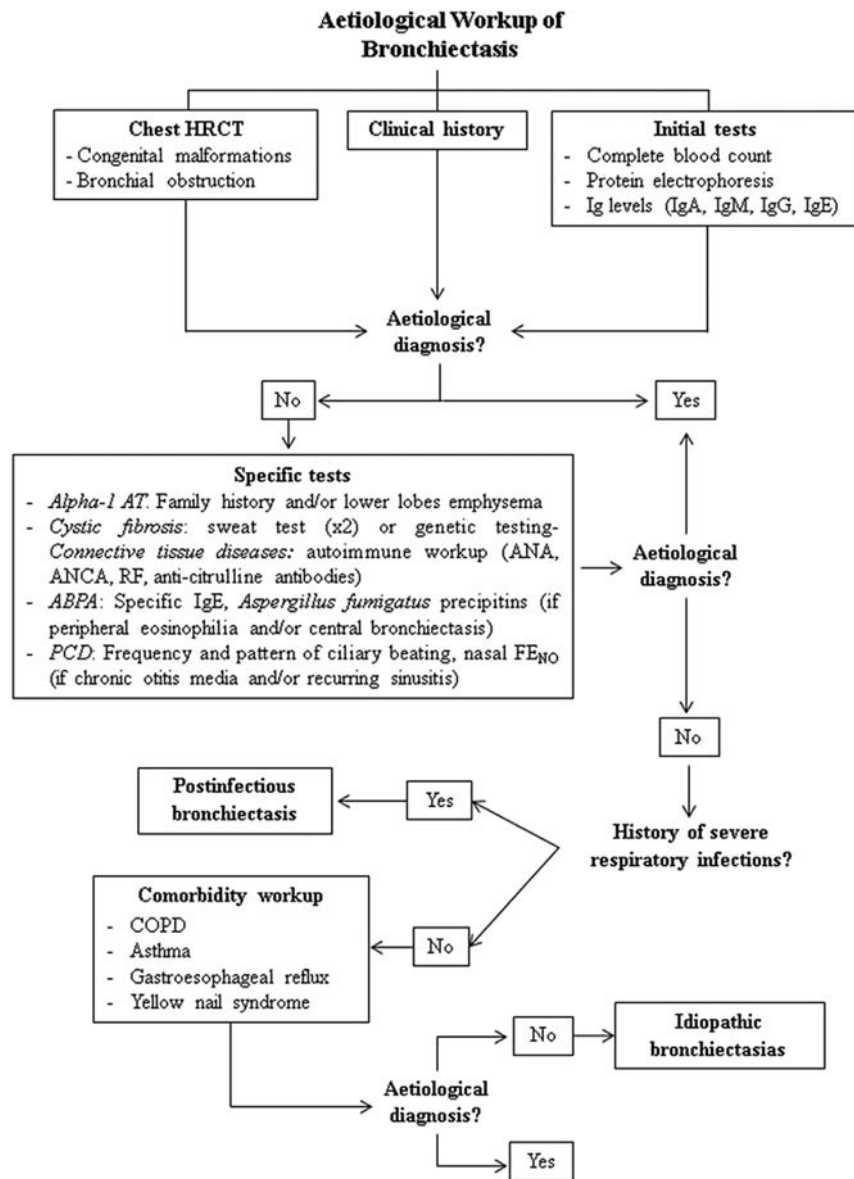 Aetiological Workup of
Bronchiectasis
Chest HRCT
- Congenital malformations
- Bronchial obstruction
Clinical history
Initial tests
- Complete blood count
- Protein electrophoresis
- Ig levels (IgA, IgM, IgG, IgE)
Aetiological
diagnosis?
No
Yes
Specific tests
- Alpha-1 AT: Family history and/or lower lobes emphysema
- Cystic fibrosis: sweat test (x2) or genetic testing-
Connective tissue diseases: autoimmune workup (ANA,
ANCA, RF, anti-citrulline antibodies)
- ABPA: Specific IgE, Aspergillus fumigatus precipitins (if
peripheral eosinophilia and/or central bronchiectasis)
- PCD: Frequency and pattern of ciliary beating, nasal FENO
(if chronic otitis media and/or recurring sinusitis)
Aetiological
diagnosis?
No
History of severe
respiratory infections?
Yes
Postinfectious
bronchiectasis
No
Comorbidity workup
- COPD
- Asthma
- Gastroesophageal reflux
- Yellow nail syndrome
Aetiological
diagnosis?
No
Idiopathic
bronchiectasias
Yes